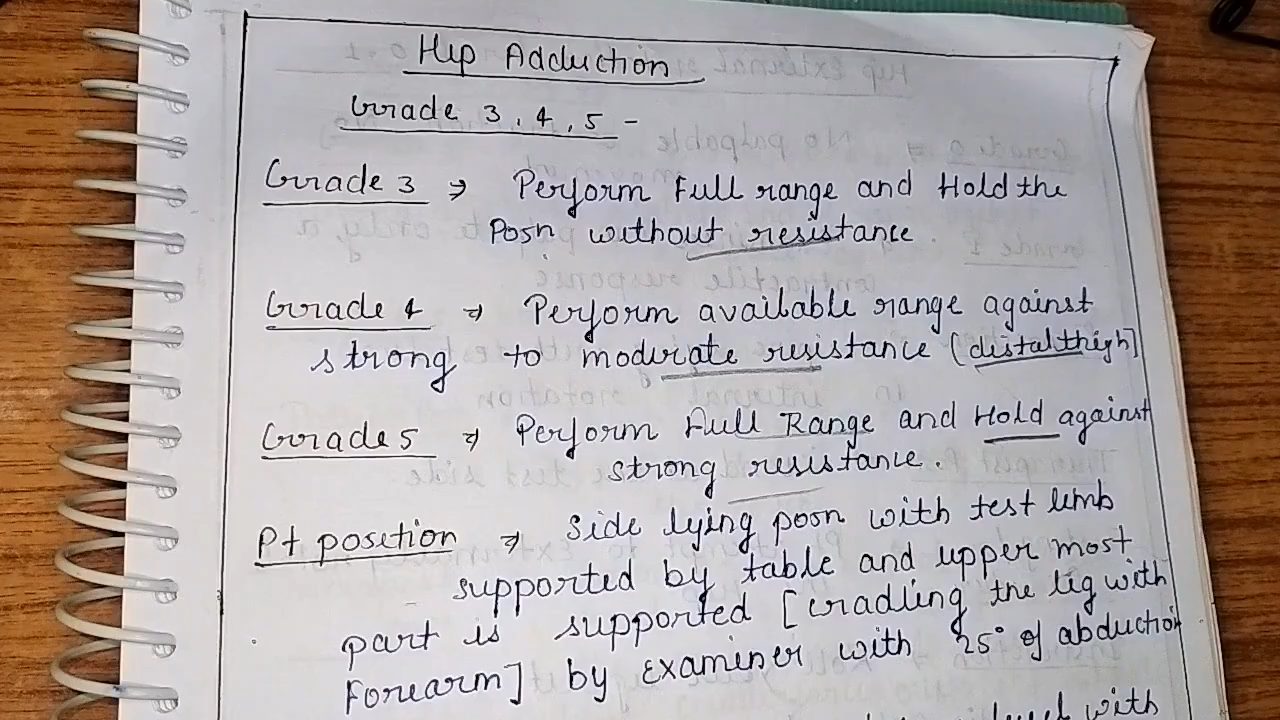 Hip Adduction
Grade 3, 4, 5 -
Grade 3 ⇒ Perform Full range and Hold the
Posn without resistance
Grade 4 ⇒ Perform available range against
strong to modrate resistance [distal thigh]
Grade 5 ⇒ Perform Full Range and Hold against
strong resistance.
Pt position ⇒ Side lying posn with test limb
supported by table and upper most
part is supported [cradling the leg with
Forearm] by Examiner with 25° of abduction
with